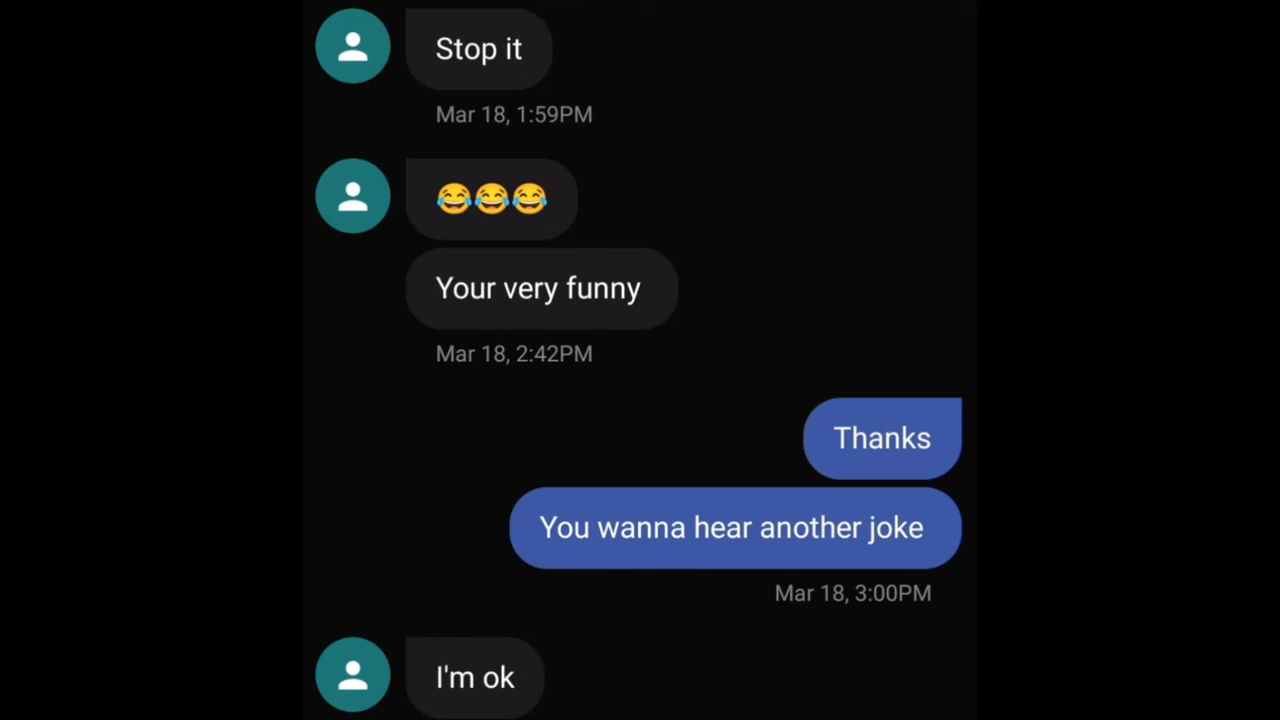 Stop it
Mar 18, 1:59PM
😂😂😂
Your very funny
Mar 18, 2:42PM
Thanks
You wanna hear another joke
Mar 18, 3:00PM
I'm ok